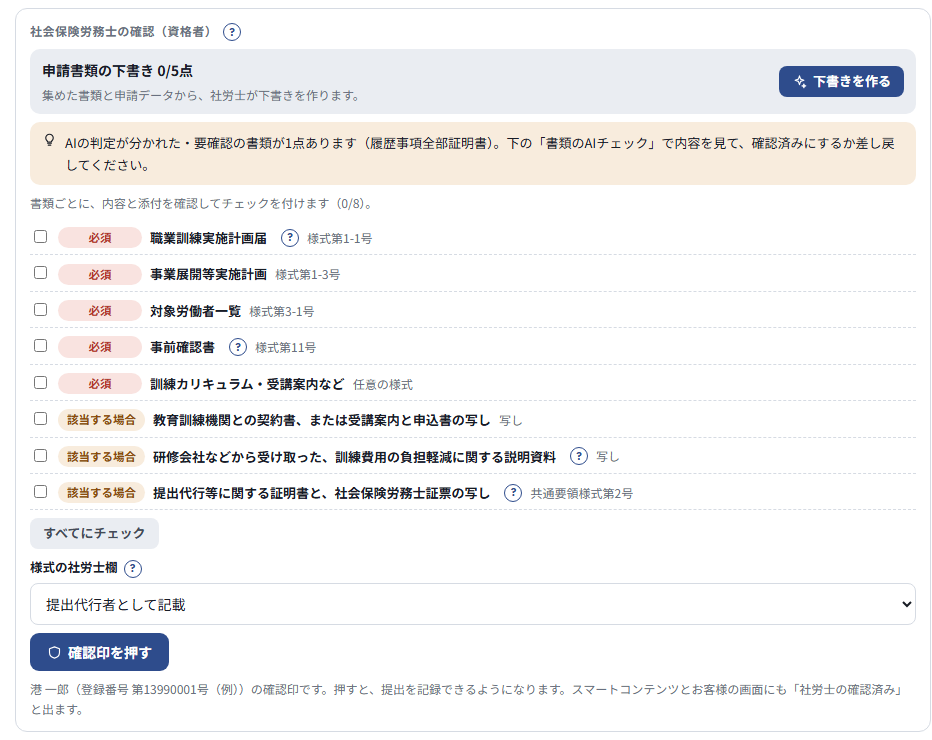 社会保険労務士の確認（資格者） ?
申請書類の下書き 0/5点
集めた書類と申請データから、社労士が下書きを作ります。
下書きを作る
AIの判定が分かれた・要確認の書類が1点あります（履歴事項全部証明書）。下の「書類のAIチェック」で内容を見て、確認済みにするか差し戻
してください。
書類ごとに、内容と添付を確認してチェックを付けます（0/8）。
必須 職業訓練実施計画届 ? 様式第1-1号
必須 事業展開等実施計画 様式第1-3号
必須 対象労働者一覧 様式第3-1号
必須 事前確認書 ? 様式第11号
必須 訓練カリキュラム・受講案内など 任意の様式
該当する場合 教育訓練機関との契約書、または受講案内と申込書の写し 写し
該当する場合 研修会社などから受け取った、訓練費用の負担軽減に関する説明資料 ? 写し
該当する場合 提出代行等に関する証明書と、社会保険労務士証票の写し ? 共通要領様式第2号
すべてにチェック
様式の社労士欄 ?
提出代行者として記載
確認印を押す
港 一郎（登録番号 第13990001号（例））の確認印です。押すと、提出を記録できるようになります。スマートコンテンツとお客様の画面にも「社労士の確認済み」
と出ます。